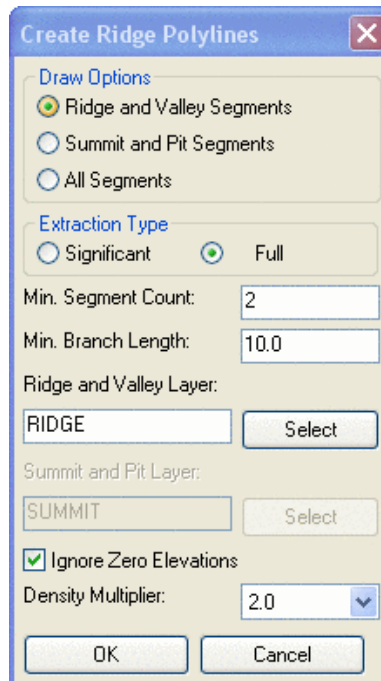 Create Ridge Polylines
Draw Options
Ridge and Valley Segments
Summit and Pit Segments
All Segments
Extraction Type
Significant Full
Min. Segment Count: 2
Min. Branch Length: 10.0
Ridge and Valley Layer:
RIDGE Select
Summit and Pit Layer:
SUMMIT Select
Ignore Zero Elevations
Density Multiplier: 2.0
OK Cancel